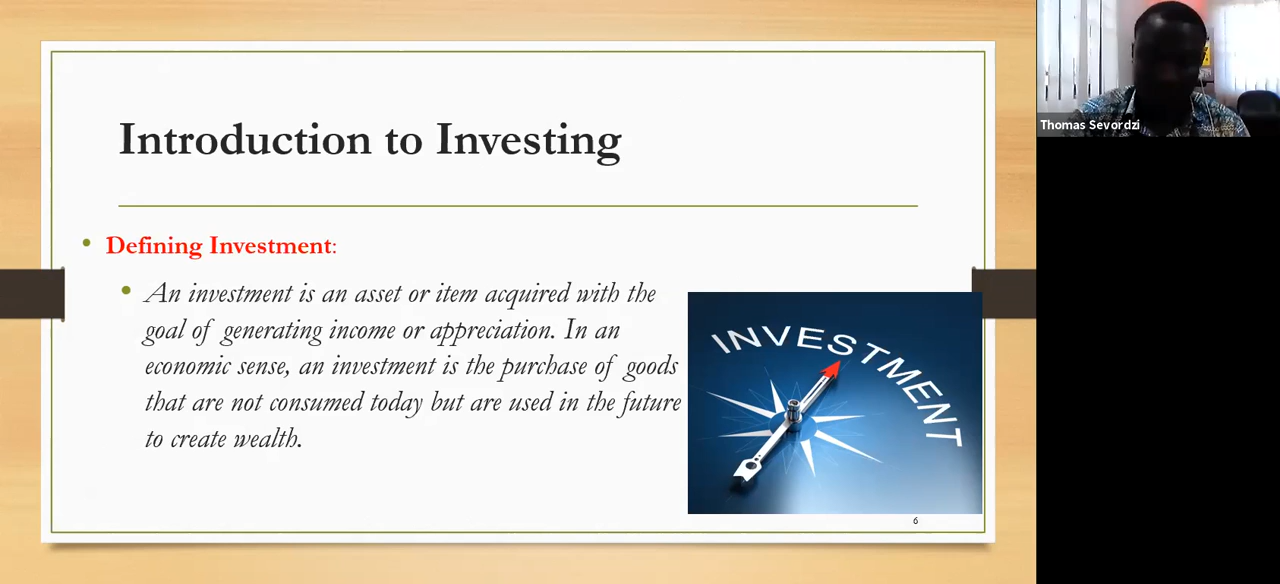 Introduction to Investing
Defining Investment:
An investment is an asset or item acquired with the
goal of generating income or appreciation. In an
economic sense, an investment is the purchase of goods
that are not consumed today but are used in the future
to create wealth.
INVESTMENT
6
Thomas Sevordzi